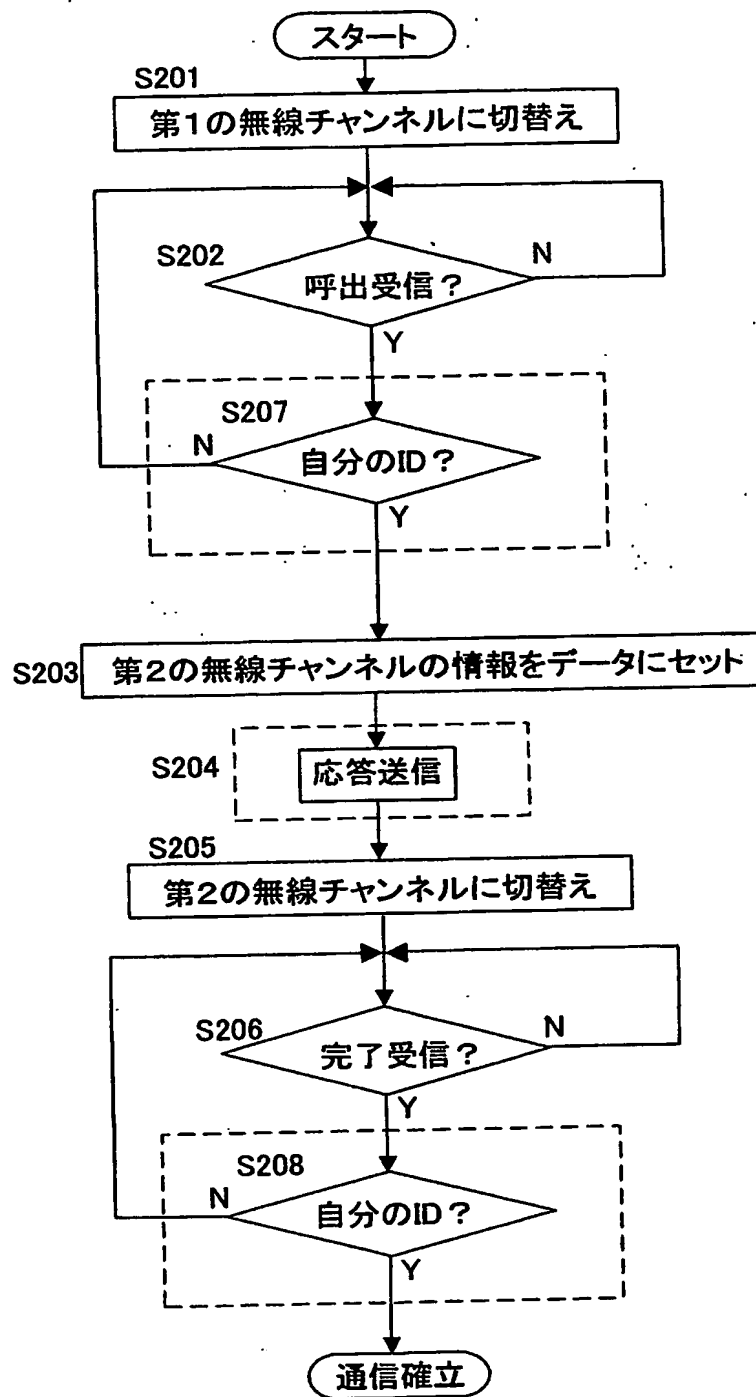 スタート
S201
第1の無線チャンネルに切替え
S202
呼出受信?
N
Y
S207
N
自分のID?
Y
S203
第2の無線チャンネルの情報をデータにセット
S204
応答送信
S205
第2の無線チャンネルに切替え
S206
完了受信?
N
Y
S208
N
自分のID?
Y
通信確立